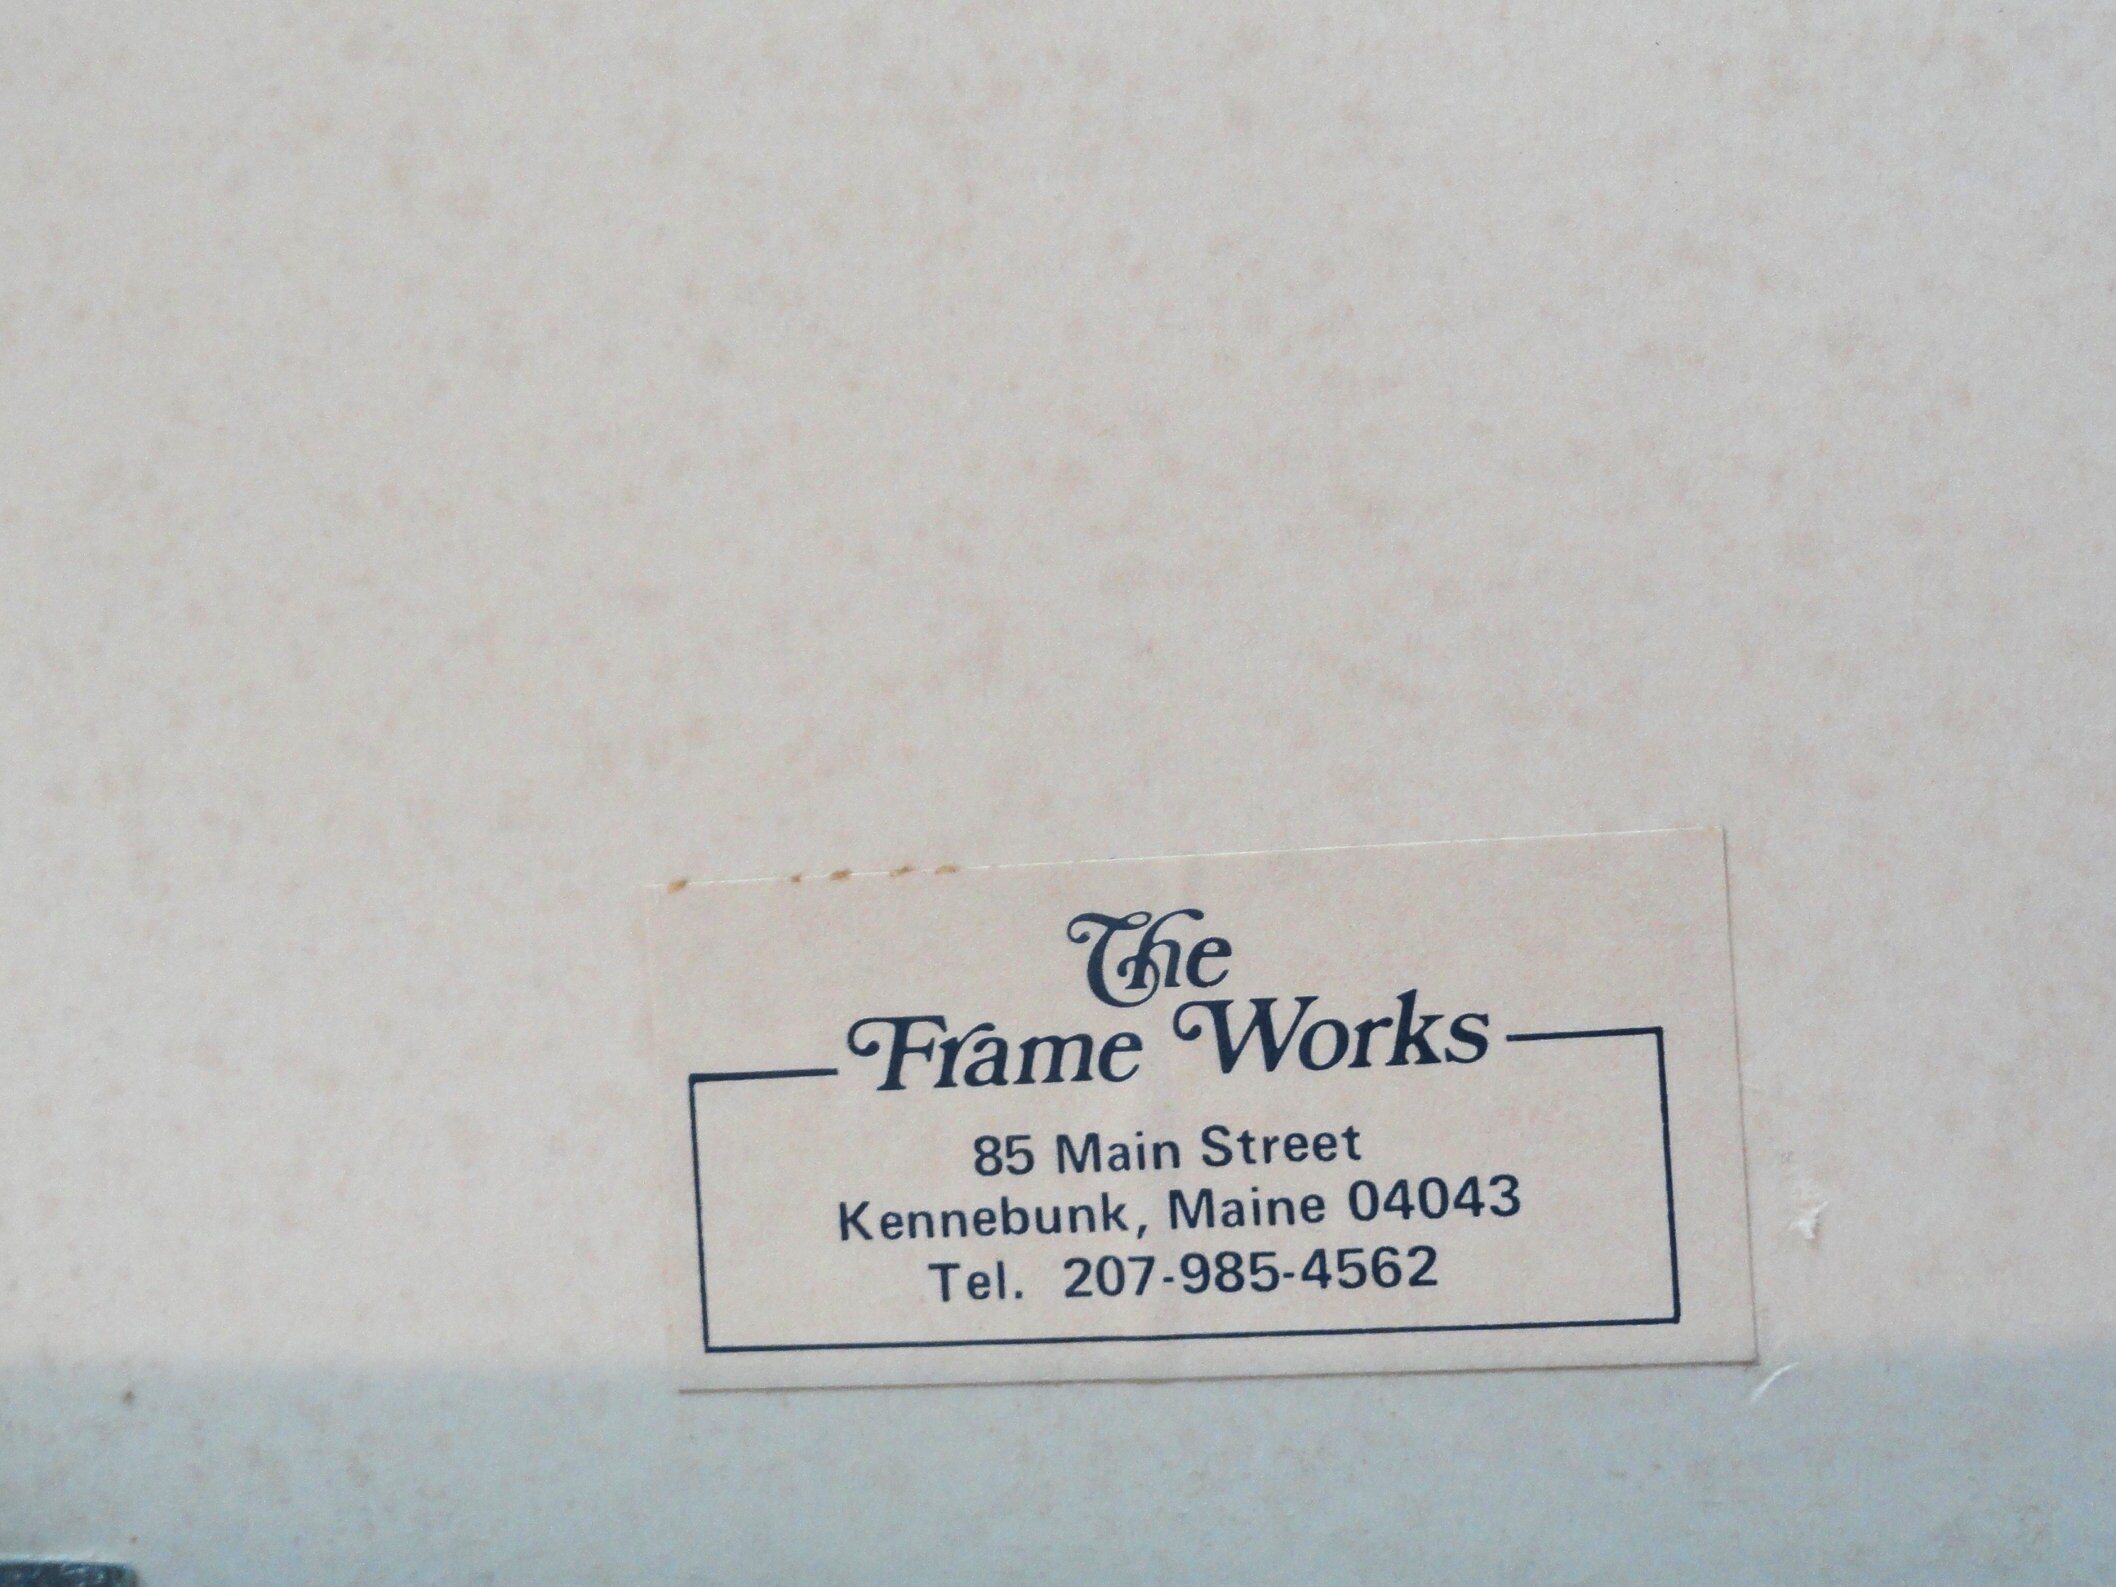 The
Frame Works
85 Main Street
Kennebunk, Maine 04043
Tel. 207-985-4562